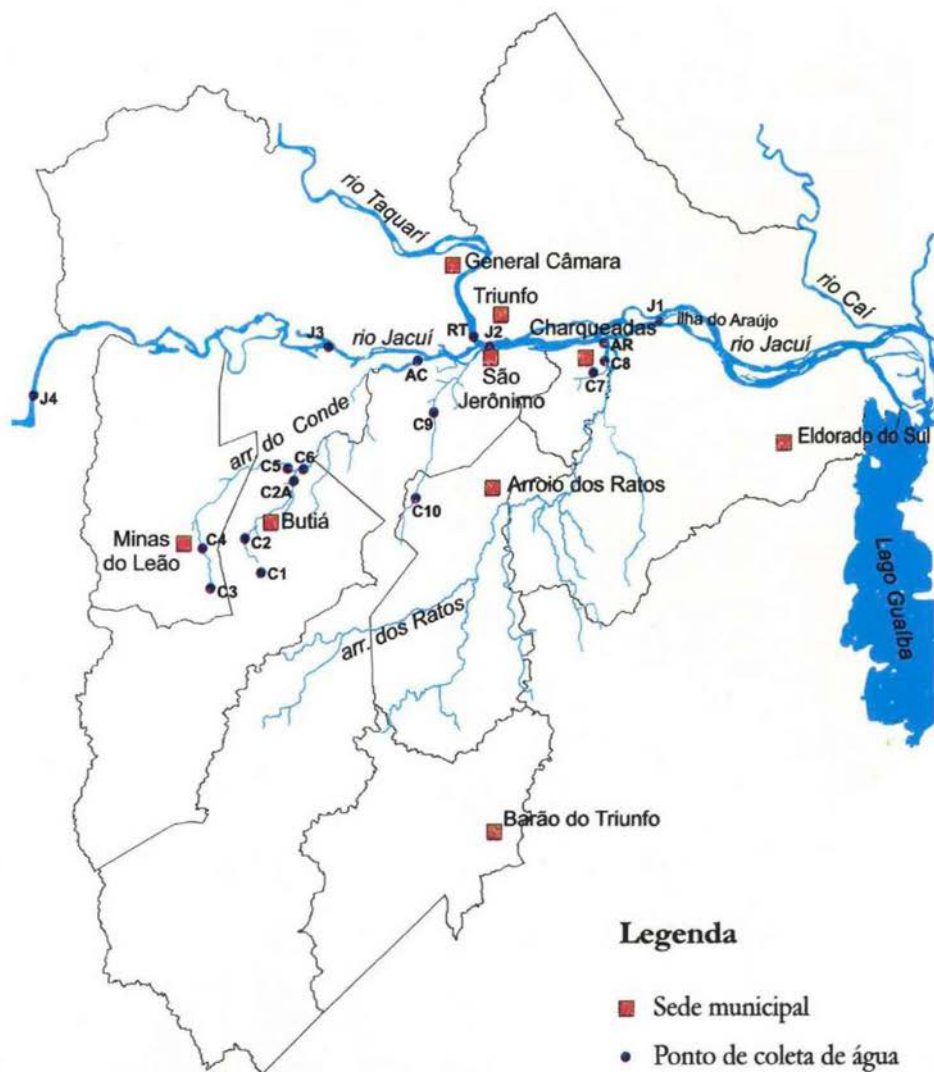 rio Taquarí
General Câmara
Triunfo
rio Caí
RT
J2
J1
Ilha do Araújo
J3
rio Jacuí
Charqueadas
AR
rio Jacuí
AC
São
Jerônimo
C8
C7
J4
C9
Eldorado do Sul
arr. do Conde
C5
C6
C2A
Arroio dos Ratos
C10
Butiá
Minas
do Leão
C4
C2
C1
C3
Lago Guaíba
arr. dos Ratos
Barão do Triunfo
Legenda
Sede municipal
Ponto de coleta de água